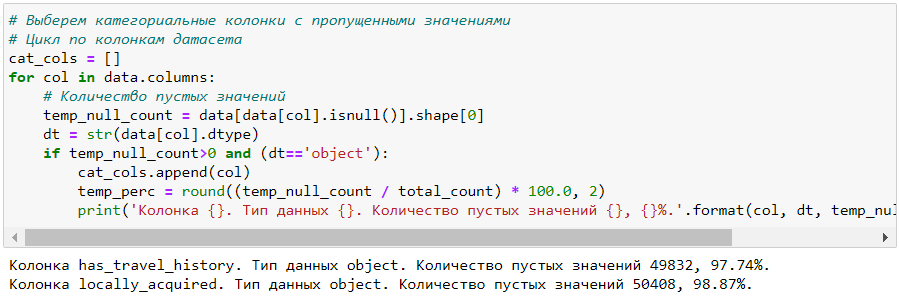 # Выберем категориальные колонки с пропущенными значениями
# Цикл по колонкам датасета
cat_cols = []
for col in data.columns:
    # Количество пустых значений
    temp_null_count = data[data[col].isnull()].shape[0]
    dt = str(data[col].dtype)
    if temp_null_count>0 and (dt=='object'):
        cat_cols.append(col)
        temp_perc = round((temp_null_count / total_count) * 100.0, 2)
        print('Колонка {}. Тип данных {}. Количество пустых значений {}, {}%.'.format(col, dt, temp_nul
Колонка has_travel_history. Тип данных object. Количество пустых значений 49832, 97.74%.
Колонка locally_acquired. Тип данных object. Количество пустых значений 50408, 98.87%.